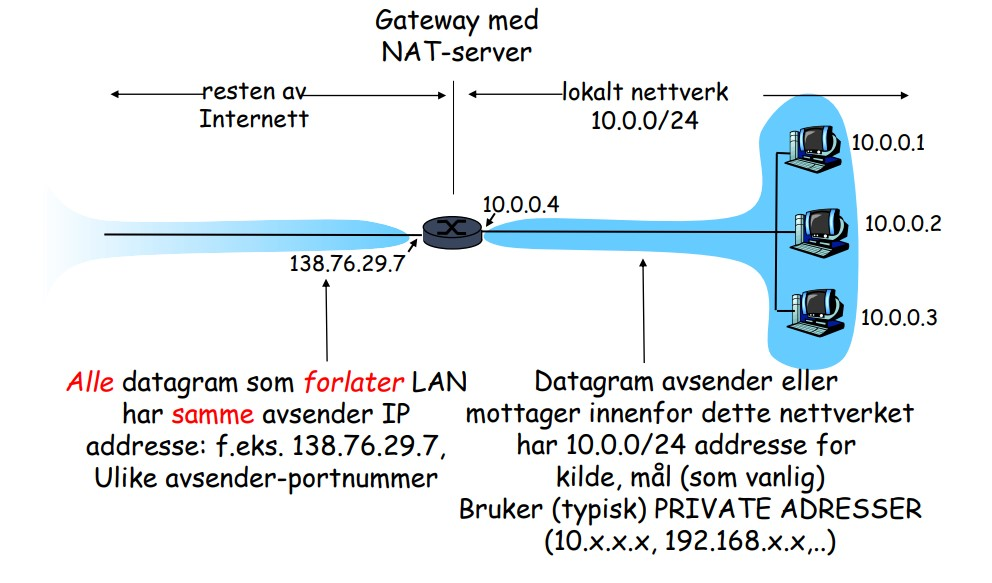 Gateway med
NAT-server
resten av
Internett
lokalt nettverk
10.0.0/24
10.0.0.1
10.0.0.4
10.0.0.2
138.76.29.7
10.0.0.3
Alle datagram som forlater LAN
har samme avsender IP
addresse: f.eks. 138.76.29.7,
Ulike avsender-portnummer
Datagram avsender eller
mottager innenfor dette nettverket
har 10.0.0/24 addresse for
kilde, mål (som vanlig)
Bruker (typisk) PRIVATE ADRESSER
(10.x.x.x, 192.168.x.x,..)